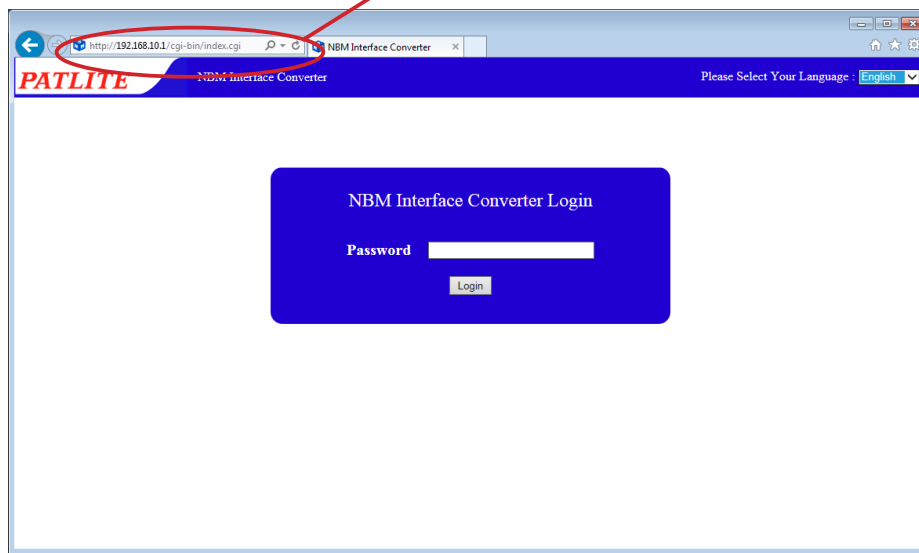 http://192.168.10.1/cgi-bin/index.cgi
NBM Interface Converter
PATLITE
NBM Interface Converter
Please Select Your Language : English
NBM Interface Converter Login
Password
Login